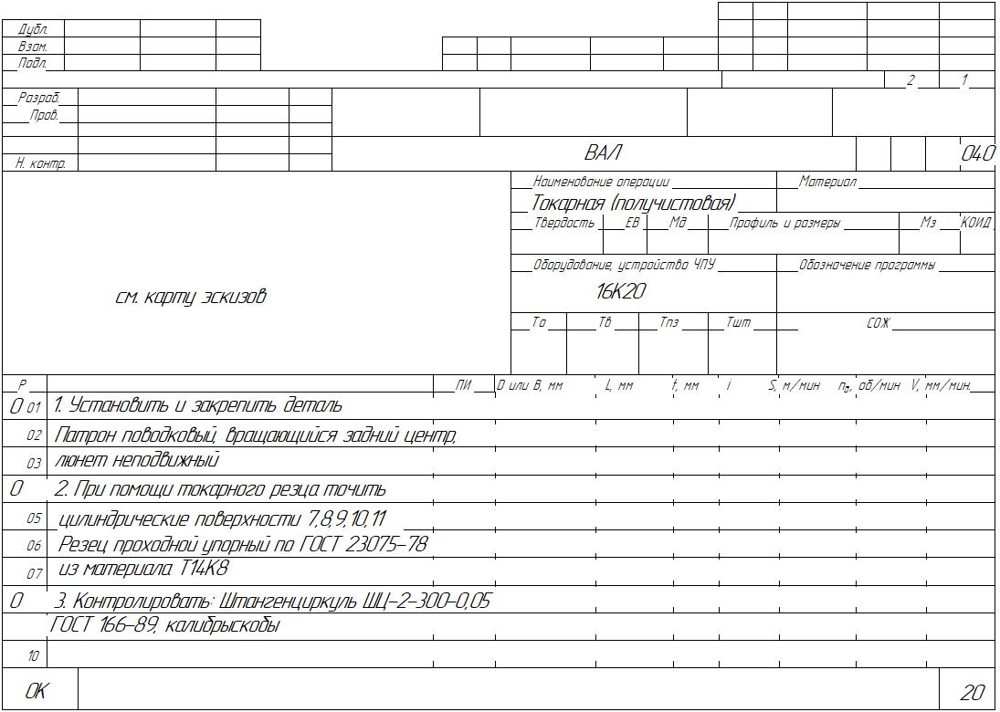 Дубл.
Взам.
Подл.
2 1
Разраб.
Пров.
Н. контр.
ВАЛ 040
Наименование операции Материал
Токарная (получистовая)
Твердость ЕВ Мд Профиль и размеры Мз КОИД
Оборудование, устройство ЧПУ Обозначение программы
16К20
см. карту эскизов
То Тв Тпз Тшт СОЖ
Р ПИ D или В, мм L, мм t, мм i S, м/мин nд, об/мин V, мм/мин.
О 01 1. Установить и закрепить деталь
02 Патрон поводковый, вращающийся задний центр,
03 люнет неподвижный
О 2. При помощи токарного резца точить
05 цилиндрические поверхности 7,8,9,10,11
06 Резец проходной упорный по ГОСТ 23075-78
07 из материала Т14К8
О 3. Контролировать: Штангенциркуль ШЦ-2-300-0,05
ГОСТ 166-89, калибрыскобы
10
ОК 20